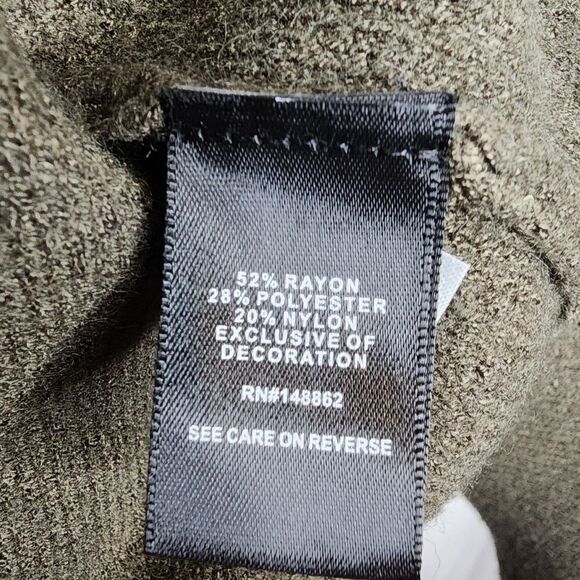 52% RAYON
28% POLYESTER
20% NYLON
EXCLUSIVE OF
DECORATION
RN#148862
SEE CARE ON REVERSE